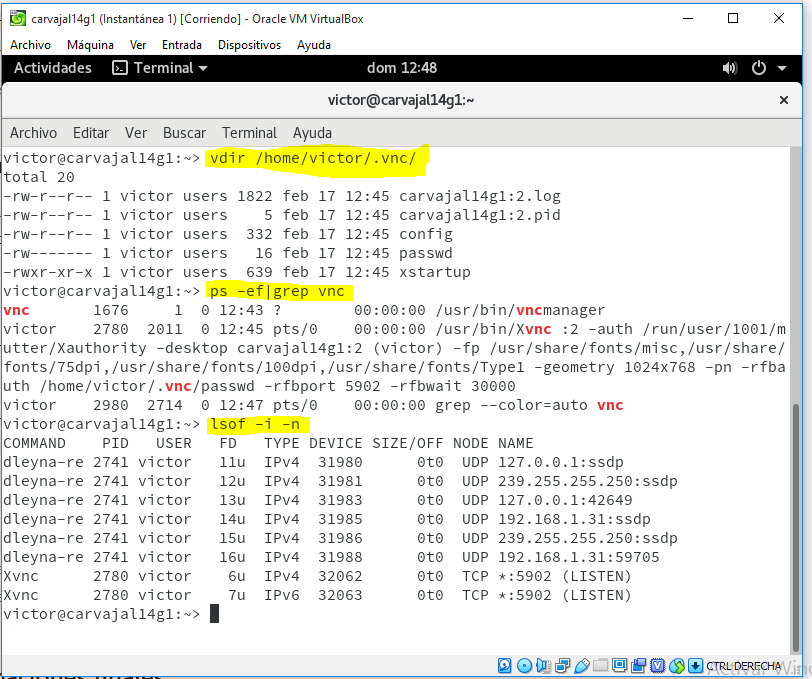 carvajal14g1 (Instantánea 1) [Corriendo] - Oracle VM VirtualBox
Archivo Máquina Ver Entrada Dispositivos Ayuda
Actividades Terminal dom 12:48
victor@carvajal14g1:~
Archivo Editar Ver Buscar Terminal Ayuda
victor@carvajal14g1:~> vdir /home/victor/.vnc/
total 20
-rw-r--r-- 1 victor users 1822 feb 17 12:45 carvajal14g1:2.log
-rw-r--r-- 1 victor users    5 feb 17 12:45 carvajal14g1:2.pid
-rw-r--r-- 1 victor users  332 feb 17 12:45 config
-rw------- 1 victor users   16 feb 17 12:45 passwd
-rwxr-xr-x 1 victor users  639 feb 17 12:45 xstartup
victor@carvajal14g1:~> ps -ef|grep vnc
vnc       1676     1  0 12:43 ?        00:00:00 /usr/bin/vncmanager
victor    2780  2011  0 12:45 pts/0    00:00:00 /usr/bin/Xvnc :2 -auth /run/user/1001/m
utter/Xauthority -desktop carvajal14g1:2 (victor) -fp /usr/share/fonts/misc,/usr/share/
fonts/75dpi,/usr/share/fonts/100dpi,/usr/share/fonts/Type1 -geometry 1024x768 -pn -rfba
uth /home/victor/.vnc/passwd -rfbport 5902 -rfbwait 30000
victor    2980  2714  0 12:47 pts/0    00:00:00 grep --color=auto vnc
victor@carvajal14g1:~> lsof -i -n
COMMAND    PID   USER   FD   TYPE DEVICE SIZE/OFF NODE NAME
dleyna-re 2741 victor   11u  IPv4  31980      0t0  UDP 127.0.0.1:ssdp
dleyna-re 2741 victor   12u  IPv4  31981      0t0  UDP 239.255.255.250:ssdp
dleyna-re 2741 victor   13u  IPv4  31983      0t0  UDP 127.0.0.1:42649
dleyna-re 2741 victor   14u  IPv4  31985      0t0  UDP 192.168.1.31:ssdp
dleyna-re 2741 victor   15u  IPv4  31986      0t0  UDP 239.255.255.250:ssdp
dleyna-re 2741 victor   16u  IPv4  31988      0t0  UDP 192.168.1.31:59705
Xvnc      2780 victor    6u  IPv4  32062      0t0  TCP *:5902 (LISTEN)
Xvnc      2780 victor    7u  IPv6  32063      0t0  TCP *:5902 (LISTEN)
victor@carvajal14g1:~>
CTRL DERECHA